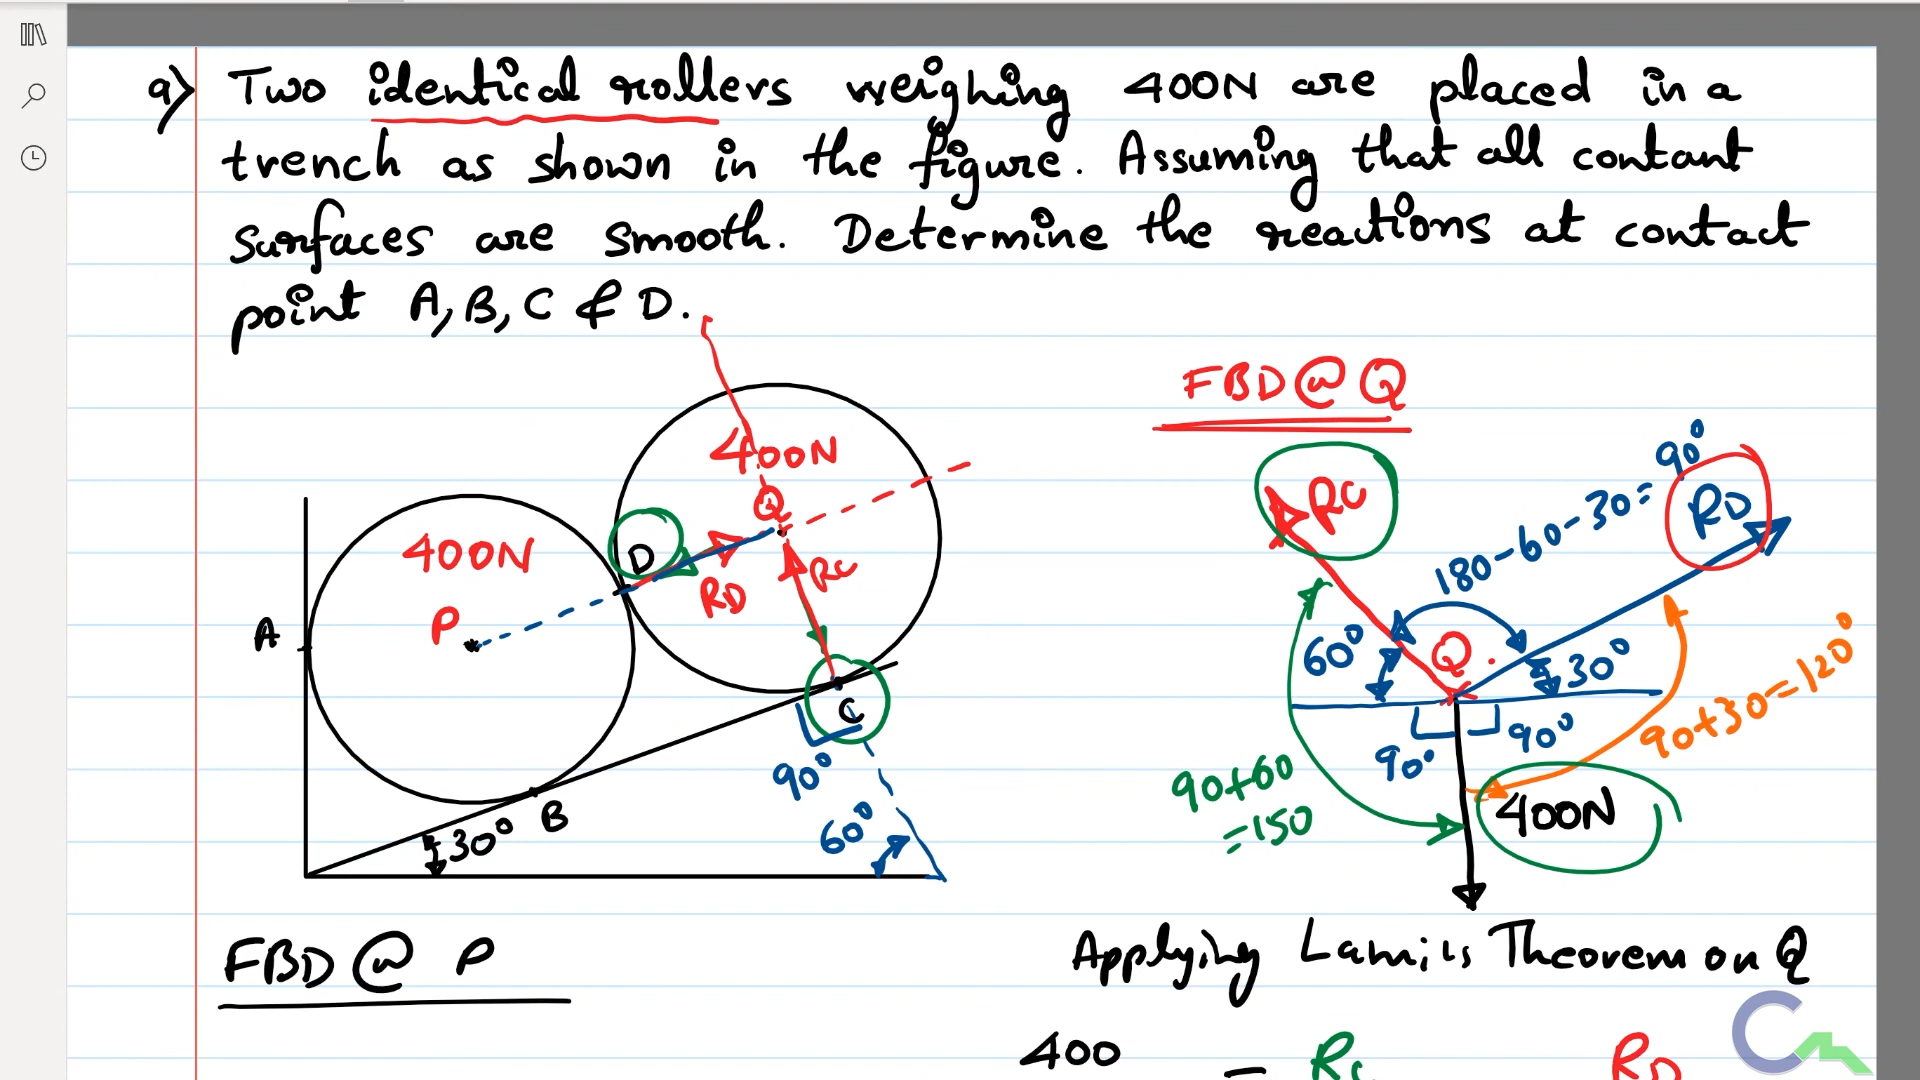 a) Two identical rollers weighing 400N are placed in a
trench as shown in the figure. Assuming that all contant
surfaces are smooth. Determine the reactions at contact
point A, B, C & D.
FBD @ Q
400N
Q
D
RD
RC
400N
P
A
C
90°
B
30°
60°
RC
RD
180-60-30=90°
60°
Q
30°
90°
90°
90+30=120°
90+60
=150
400N
FBD @ P
Applying Lami's Theorem on Q
400 = RC RD